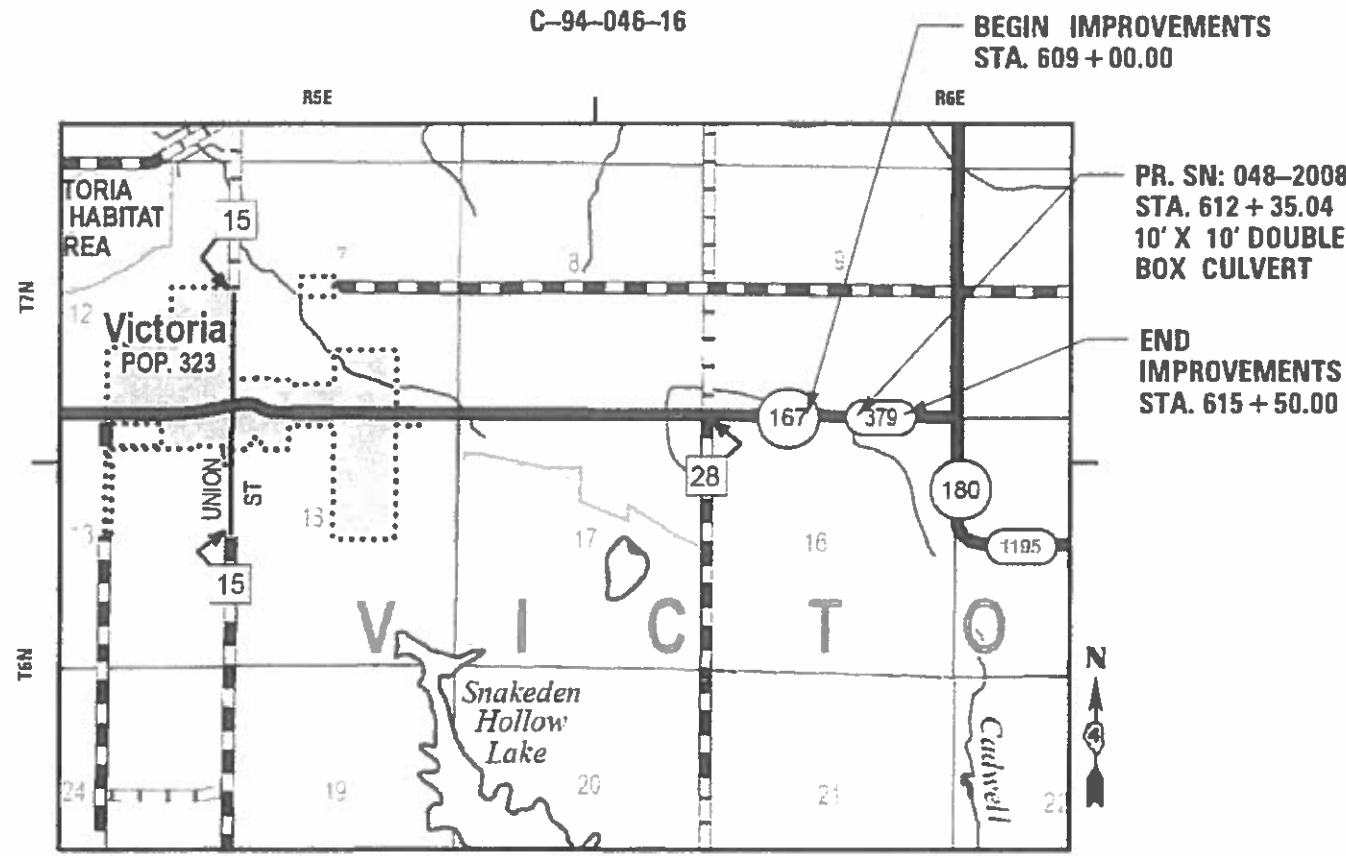 C-94-046-16
BEGIN IMPROVEMENTS
STA. 609 + 00.00
R5E
R6E
PR. SN: 048-2008
STA. 612 + 35.04
10' X 10' DOUBLE
BOX CULVERT
END
IMPROVEMENTS
STA. 615 + 50.00
TORIA
HABITAT
REA
15
7
8
9
T7N
12
Victoria
POP. 323
167
379
28
180
UNION
ST
13
18
17
16
1195
15
V I C T O
T6N
Snakeden
Hollow
Lake
Cadwell
N
4
24
19
20
21
22